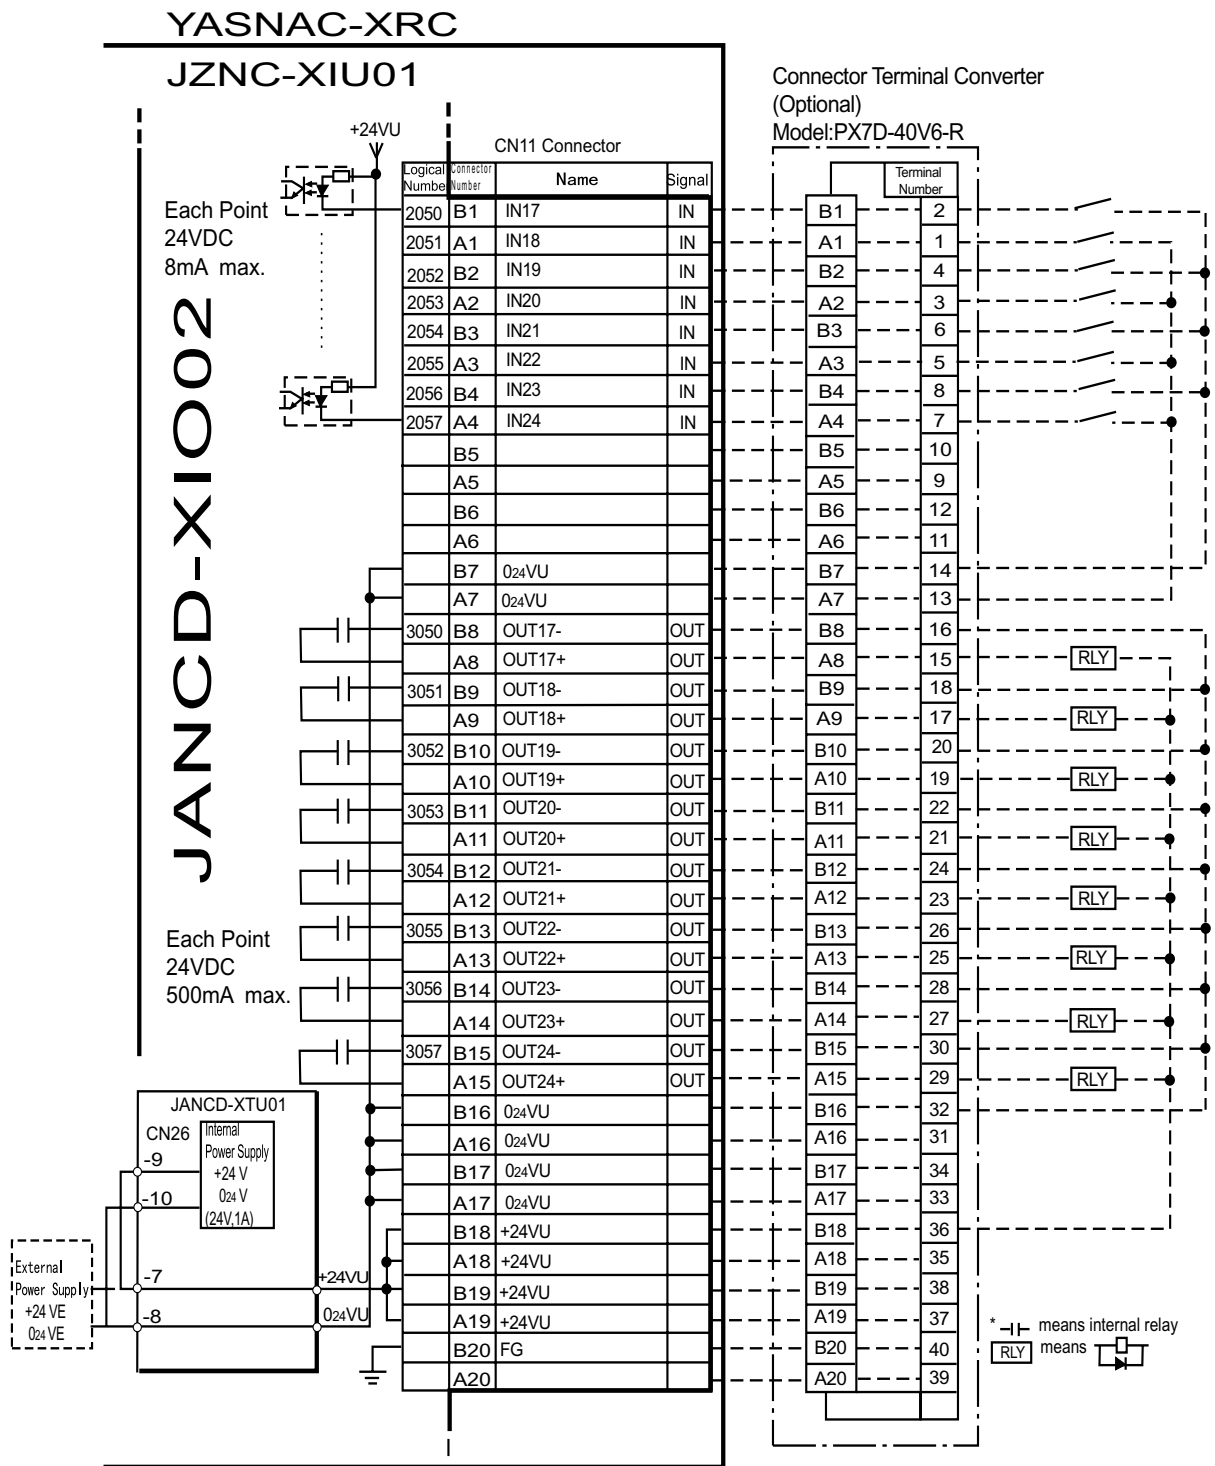 YASNAC-XRC
JZNC-XIU01
Connector Terminal Converter
(Optional)
Model:PX7D-40V6-R
+24VU
CN11 Connector
Logical Number Connector Number Name Signal Terminal Number
Each Point
24VDC
8mA max.
JANCD-XIO02
2050 B1 IN17 IN B1 2
2051 A1 IN18 IN A1 1
2052 B2 IN19 IN B2 4
2053 A2 IN20 IN A2 3
2054 B3 IN21 IN B3 6
2055 A3 IN22 IN A3 5
2056 B4 IN23 IN B4 8
2057 A4 IN24 IN A4 7
B5 B5 10
A5 A5 9
B6 B6 12
A6 A6 11
B7 024VU B7 14
A7 024VU A7 13
3050 B8 OUT17- OUT B8 16
A8 OUT17+ OUT A8 15 RLY
3051 B9 OUT18- OUT B9 18
A9 OUT18+ OUT A9 17 RLY
3052 B10 OUT19- OUT B10 20
A10 OUT19+ OUT A10 19 RLY
3053 B11 OUT20- OUT B11 22
A11 OUT20+ OUT A11 21 RLY
3054 B12 OUT21- OUT B12 24
A12 OUT21+ OUT A12 23 RLY
3055 B13 OUT22- OUT B13 26
A13 OUT22+ OUT A13 25 RLY
3056 B14 OUT23- OUT B14 28
A14 OUT23+ OUT A14 27 RLY
3057 B15 OUT24- OUT B15 30
A15 OUT24+ OUT A15 29 RLY
B16 024VU B16 32
A16 024VU A16 31
B17 024VU B17 34
A17 024VU A17 33
B18 +24VU B18 36
A18 +24VU A18 35
B19 +24VU B19 38
A19 +24VU A19 37
B20 FG B20 40
A20 A20 39
Each Point
24VDC
500mA max.
JANCD-XTU01
CN26
Internal
Power Supply
+24 V
024 V
(24V,1A)
-9
-10
-7
-8
+24VU
024VU
External
Power Supply
+24 VE
024 VE
* means internal relay
RLY means